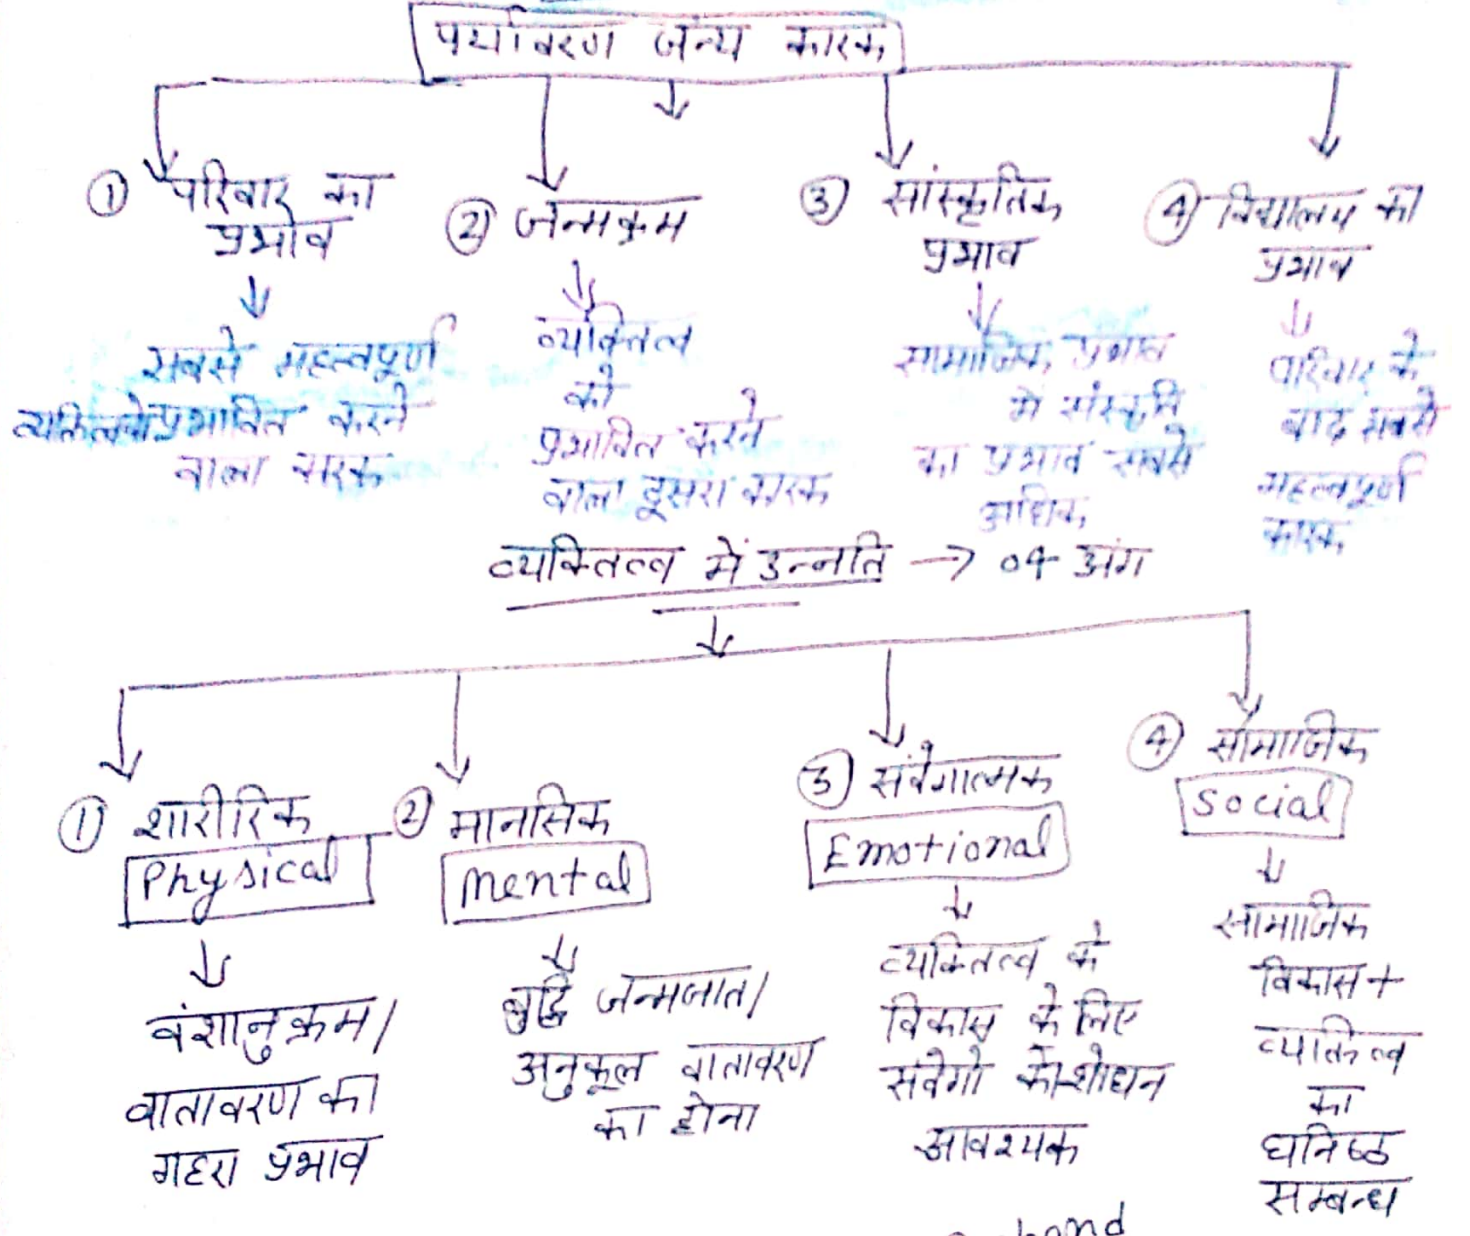 पर्यावरण जन्य कारक
① परिवार का
प्रभाव
② जन्मक्रम
③ सांस्कृतिक
प्रभाव
④ विद्यालय का
प्रभाव
सबसे महत्वपूर्ण
व्यक्तित्वको प्रभावित करने
वाला कारक
व्यक्तित्व
को
प्रभावित करने
वाला दूसरा कारक
सामाजिक प्रभाव
में संस्कृति
का प्रभाव सबसे
अधिक
परिवार के
बाद सबसे
महत्वपूर्ण
कारक
व्यक्तित्व में उन्नति → 04 अंग
① शारीरिक
Physical
② मानसिक
mental
③ संवेगात्मक
Emotional
④ सामाजिक
Social
वंशानुक्रम/
वातावरण का
गहरा प्रभाव
बुद्धि जन्मजात/
अनुकूल वातावरण
का होना
व्यक्तित्व के
विकास के लिए
संवेगो का शोधन
आवश्यक
सामाजिक
विकास +
व्यक्तित्व
का
घनिष्ठ
सम्बन्ध